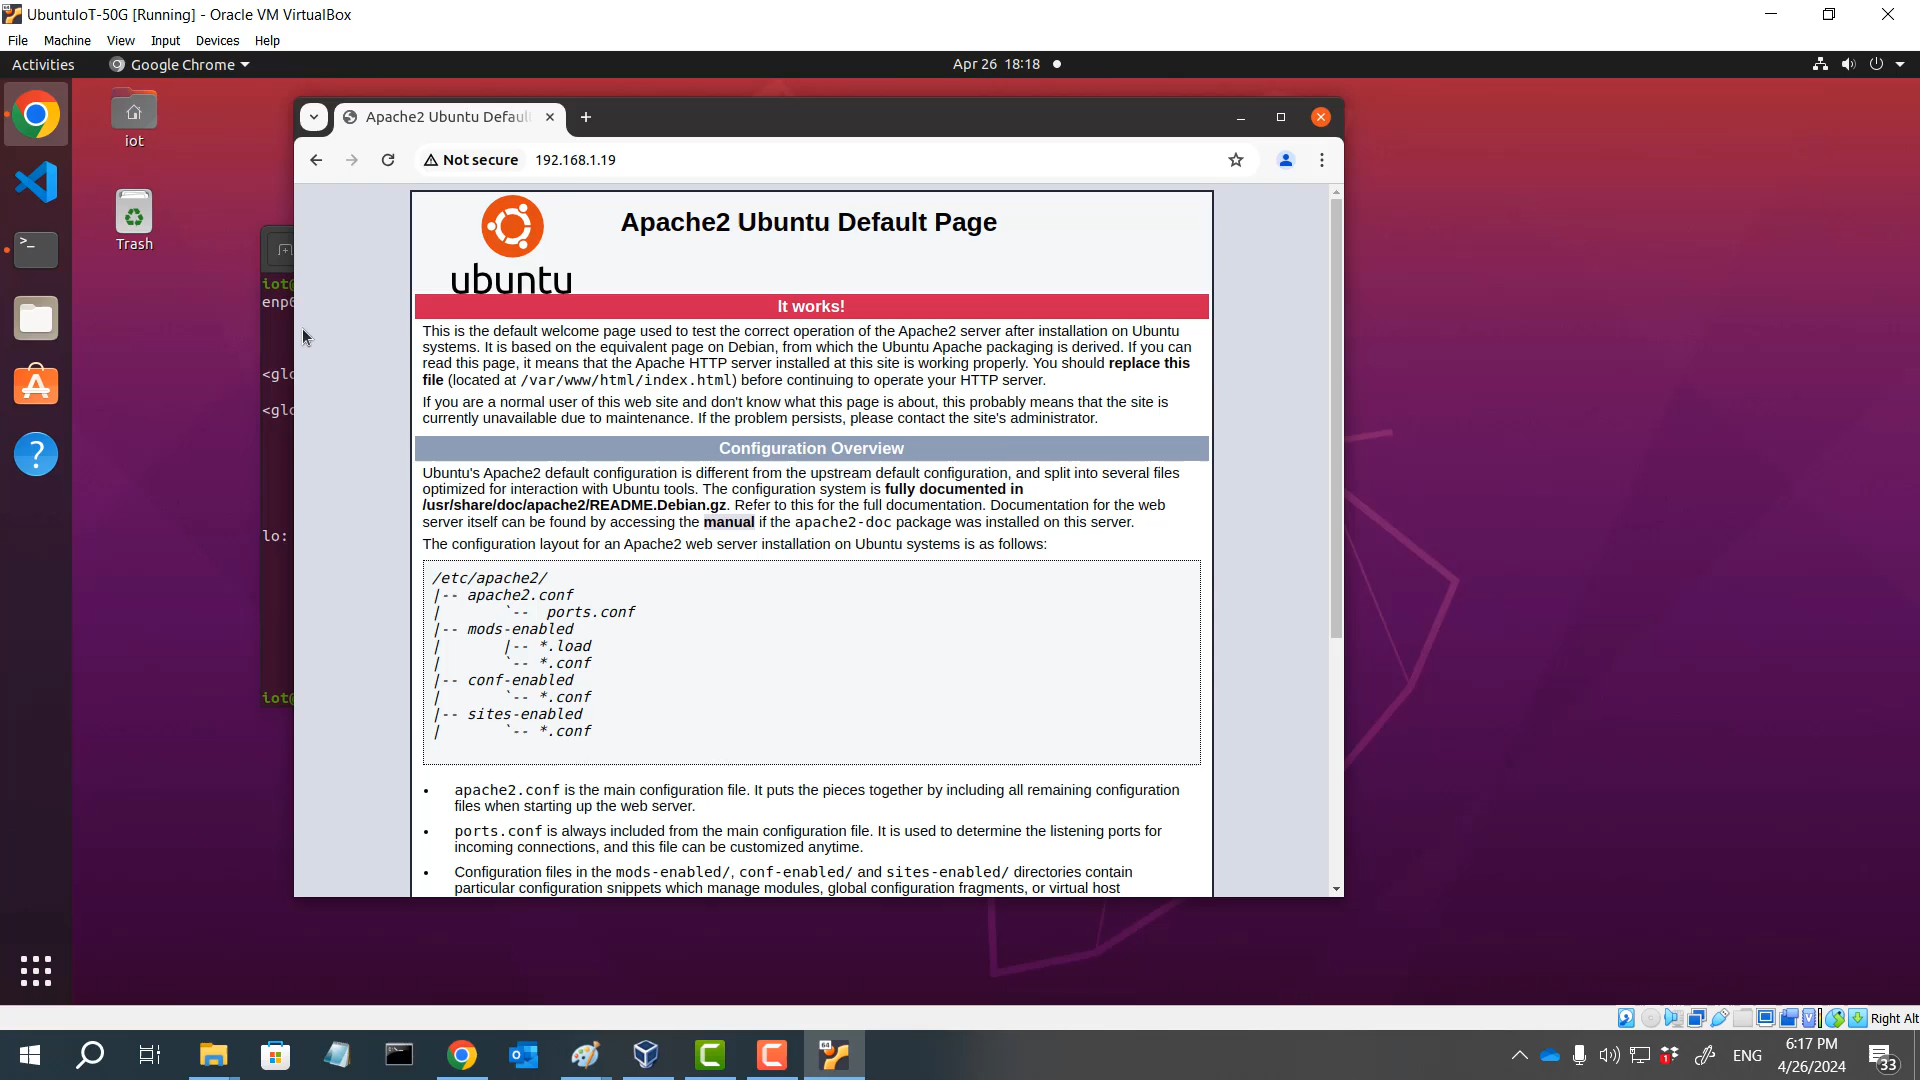 UbuntuIoT-50G [Running] - Oracle VM VirtualBox
File Machine View Input Devices Help
Activities Google Chrome Apr 26 18:18
iot
Trash
Apache2 Ubuntu Defaul
Not secure 192.168.1.19
iot@
enp0
<glo
<glo
lo:
iot@
ubuntu
Apache2 Ubuntu Default Page
It works!
This is the default welcome page used to test the correct operation of the Apache2 server after installation on Ubuntu
systems. It is based on the equivalent page on Debian, from which the Ubuntu Apache packaging is derived. If you can
read this page, it means that the Apache HTTP server installed at this site is working properly. You should replace this
file (located at /var/www/html/index.html) before continuing to operate your HTTP server.
If you are a normal user of this web site and don't know what this page is about, this probably means that the site is
currently unavailable due to maintenance. If the problem persists, please contact the site's administrator.
Configuration Overview
Ubuntu's Apache2 default configuration is different from the upstream default configuration, and split into several files
optimized for interaction with Ubuntu tools. The configuration system is fully documented in
/usr/share/doc/apache2/README.Debian.gz. Refer to this for the full documentation. Documentation for the web
server itself can be found by accessing the manual if the apache2-doc package was installed on this server.
The configuration layout for an Apache2 web server installation on Ubuntu systems is as follows:
/etc/apache2/
|-- apache2.conf
|       `--  ports.conf
|-- mods-enabled
|       |-- *.load
|       `-- *.conf
|-- conf-enabled
|       `-- *.conf
|-- sites-enabled
|       `-- *.conf
• apache2.conf is the main configuration file. It puts the pieces together by including all remaining configuration
files when starting up the web server.
• ports.conf is always included from the main configuration file. It is used to determine the listening ports for
incoming connections, and this file can be customized anytime.
• Configuration files in the mods-enabled/, conf-enabled/ and sites-enabled/ directories contain
particular configuration snippets which manage modules, global configuration fragments, or virtual host
Right Alt
ENG
6:17 PM
4/26/2024
33